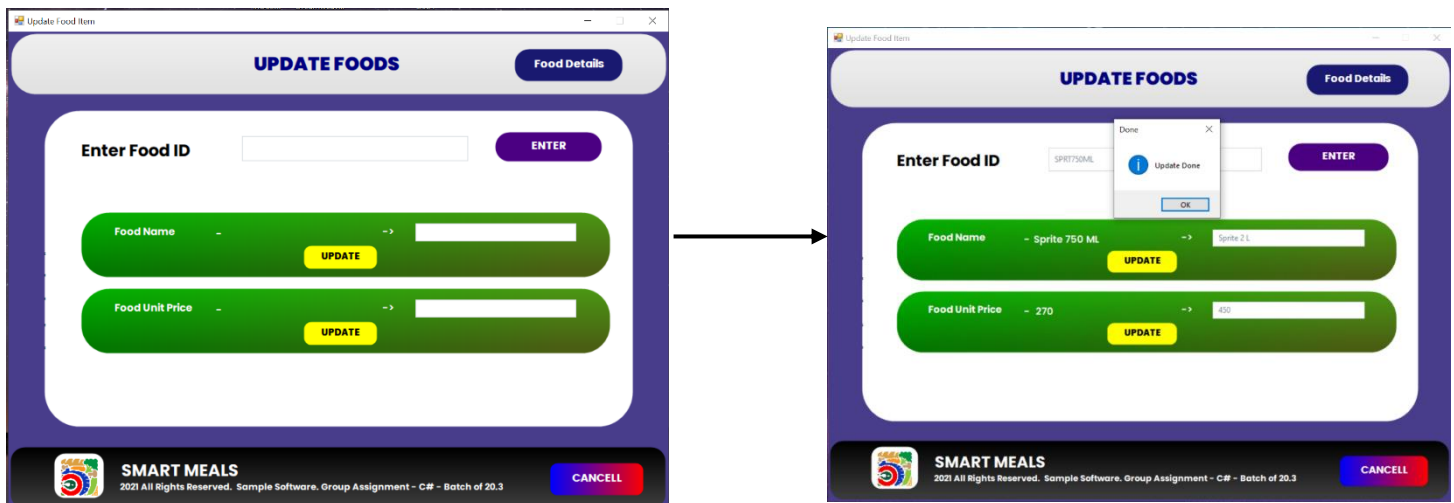 Update Food Item
UPDATE FOODS
Food Details
Enter Food ID
ENTER
Food Name - ->
UPDATE
Food Unit Price - ->
UPDATE
SMART MEALS
2021 All Rights Reserved. Sample Software. Group Assignment - C# - Batch of 20.3
CANCELL
Update Food Item
UPDATE FOODS
Food Details
Done
Update Done
OK
Enter Food ID
SPRT750ML
ENTER
Food Name - Sprite 750 ML -> Sprite 2 L
UPDATE
Food Unit Price - 270 -> 450
UPDATE
SMART MEALS
2021 All Rights Reserved. Sample Software. Group Assignment - C# - Batch of 20.3
CANCELL